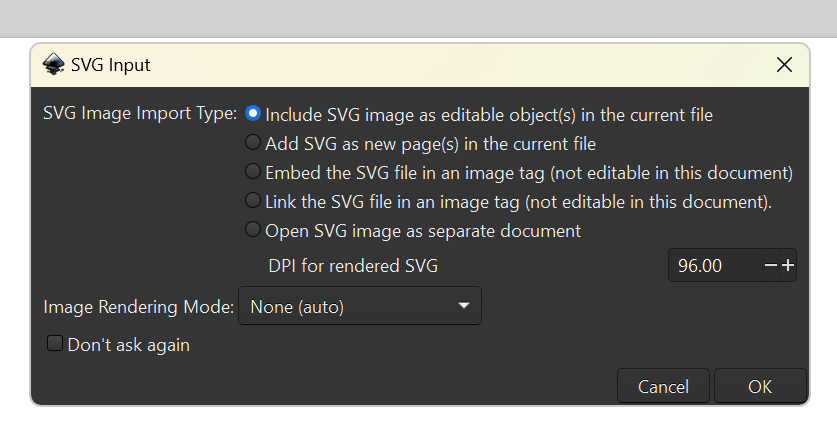 SVG Input
SVG Image Import Type: Include SVG image as editable object(s) in the current file
Add SVG as new page(s) in the current file
Embed the SVG file in an image tag (not editable in this document)
Link the SVG file in an image tag (not editable in this document).
Open SVG image as separate document
DPI for rendered SVG 96.00
Image Rendering Mode: None (auto)
Don't ask again
Cancel OK